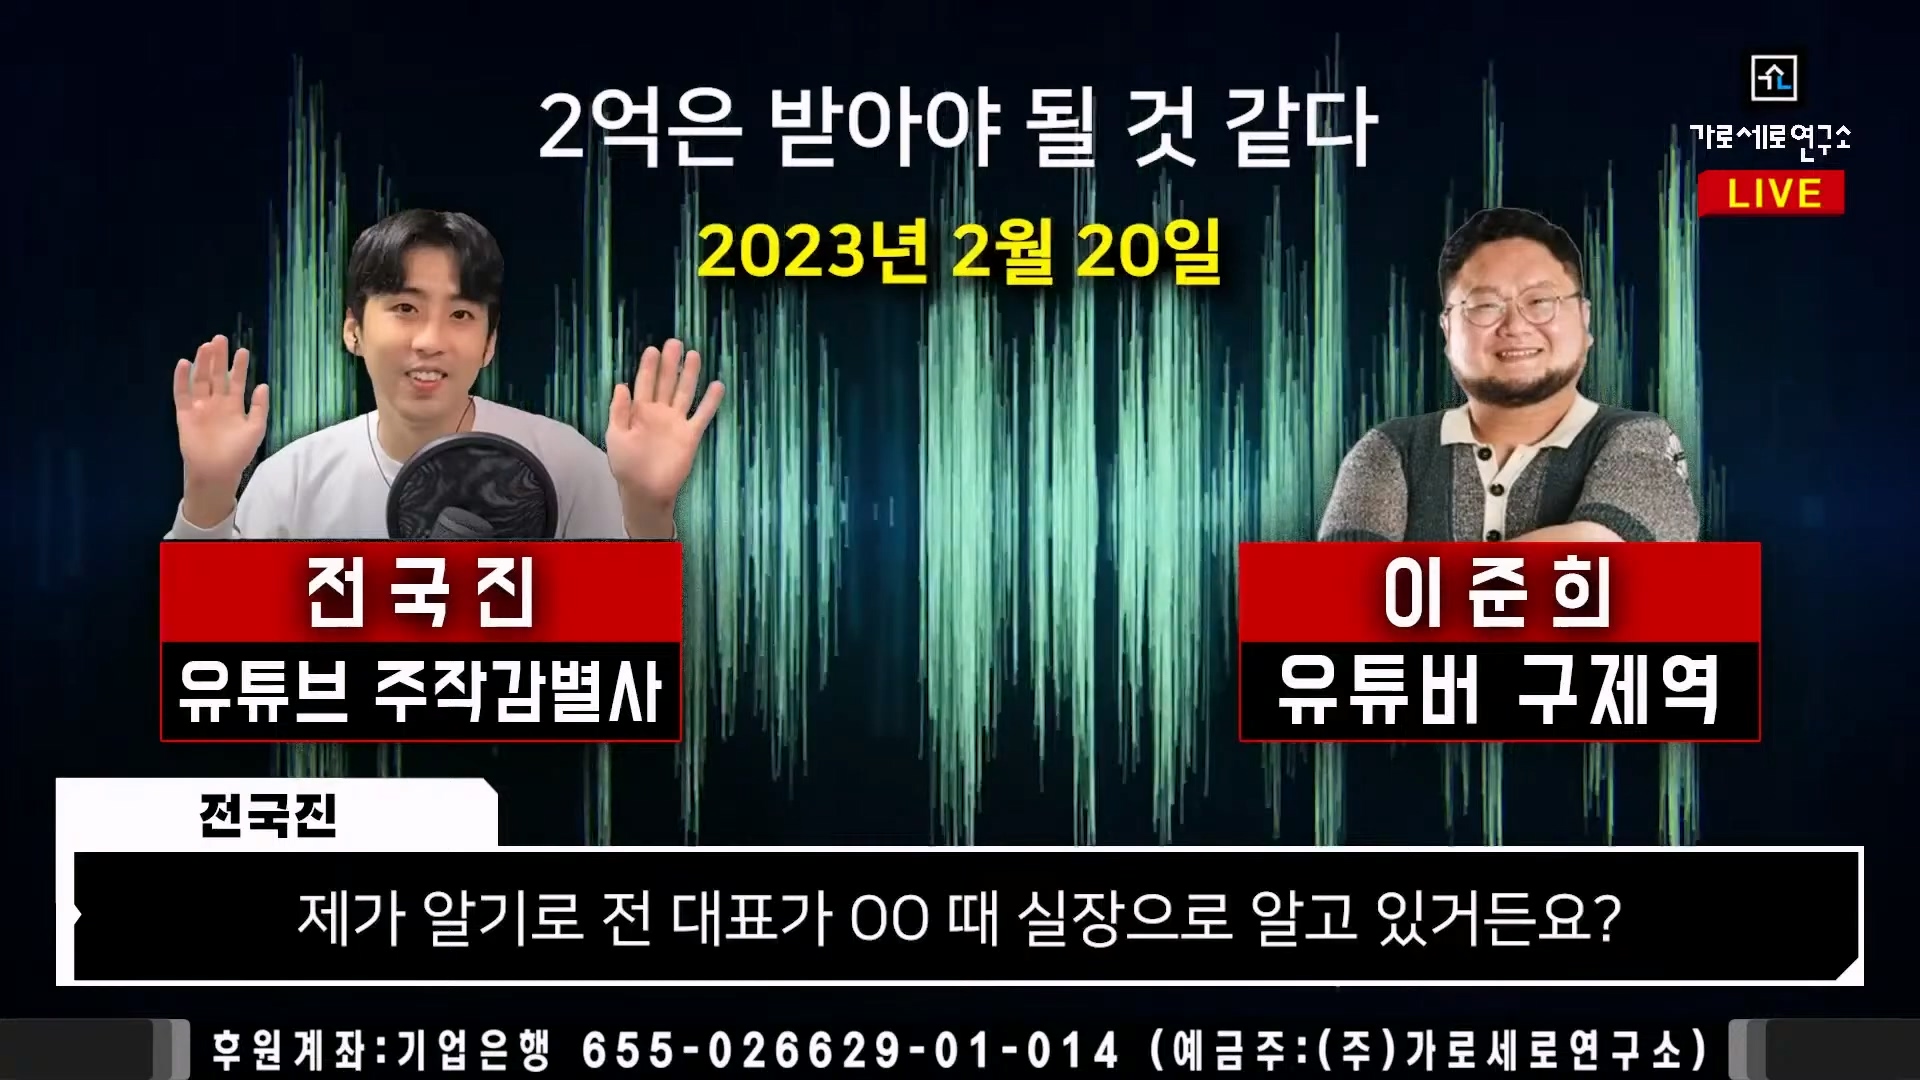 2억은 받아야 될 것 같다
가로세로연구소
LIVE
2023년 2월 20일
전국진
유튜브 주작감별사
이준희
유튜버 구제역
전국진
제가 알기로 전 대표가 OO 때 실장으로 알고 있거든요?
후원계좌:기업은행 655-026629-01-014 (예금주:(주)가로세로연구소)